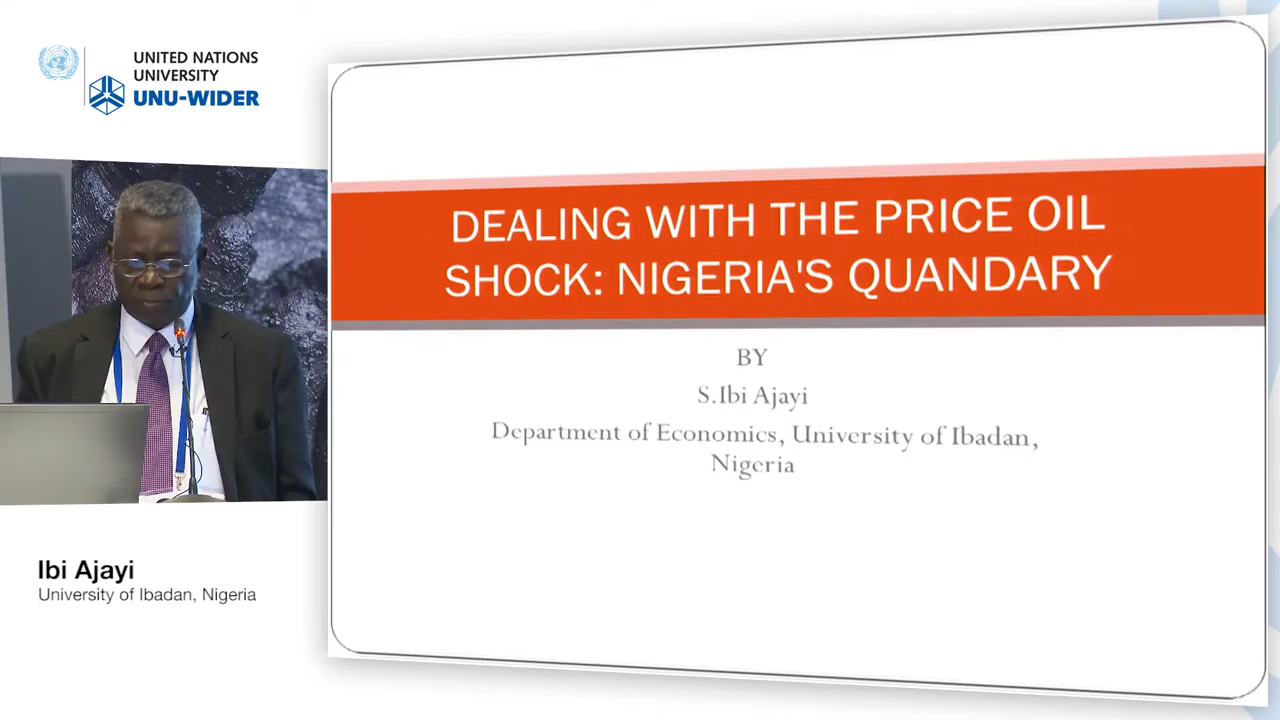 UNITED NATIONS
UNIVERSITY
UNU-WIDER
DEALING WITH THE PRICE OIL
SHOCK: NIGERIA'S QUANDARY
BY
S.Ibi Ajayi
Department of Economics, University of Ibadan,
Nigeria
Ibi Ajayi
University of Ibadan, Nigeria